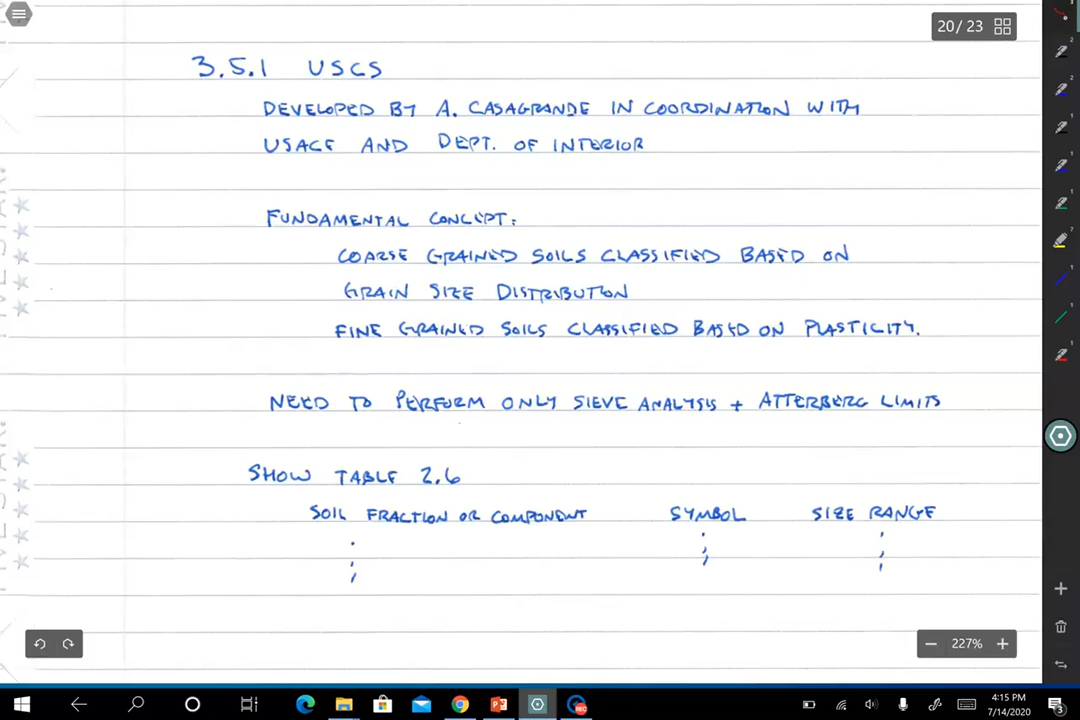 20/23
3.5.1 USCS
DEVELOPED BY A. CASAGRANDE IN COORDINATION WITH
USACE AND DEPT. OF INTERIOR
FUNDAMENTAL CONCEPT:
COARSE GRAINED SOILS CLASSIFIED BASED ON
GRAIN SIZE DISTRIBUTION
FINE GRAINED SOILS CLASSIFIED BASED ON PLASTICITY.
NEED TO PERFORM ONLY SIEVE ANALYSIS + ATTERBERG LIMITS
SHOW TABLE 2.6
SOIL FRACTION OR COMPONENT SYMBOL SIZE RANGE
227%
4:15 PM
7/14/2020